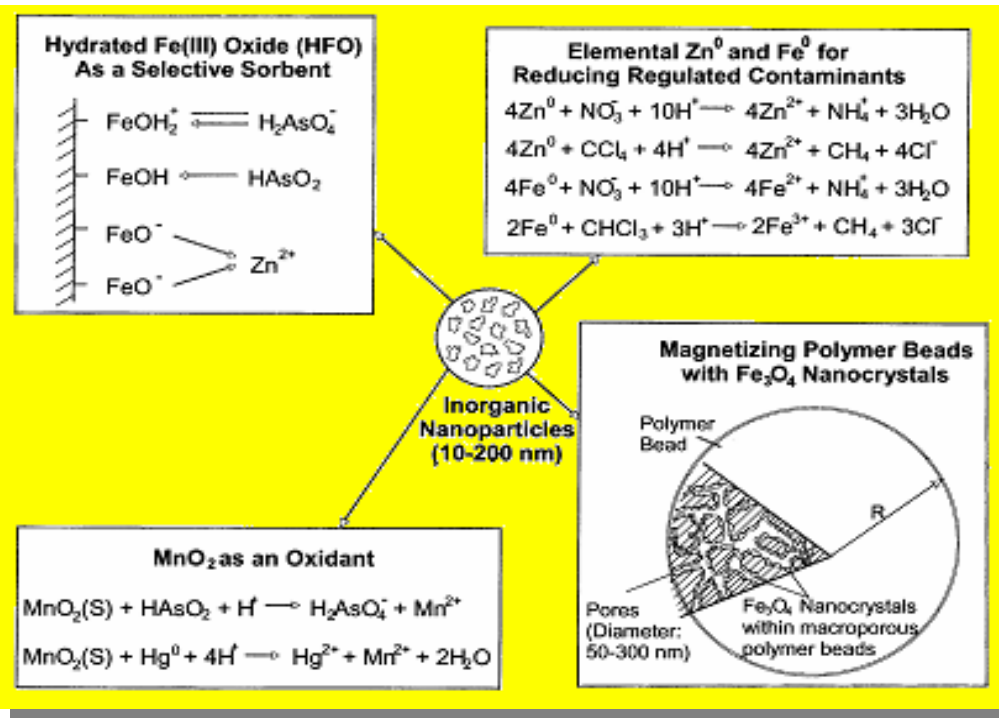 Hydrated Fe(III) Oxide (HFO)
As a Selective Sorbent
FeOH₂⁺ ⇌ H₂AsO₄⁻
FeOH ← HAsO₂
FeO⁻
Zn²⁺
FeO⁻
Elemental Zn⁰ and Fe⁰ for
Reducing Regulated Contaminants
4Zn⁰ + NO₃⁻ + 10H⁺ → 4Zn²⁺ + NH₄⁺ + 3H₂O
4Zn⁰ + CCl₄ + 4H⁺ → 4Zn²⁺ + CH₄ + 4Cl⁻
4Fe⁰ + NO₃⁻ + 10H⁺ → 4Fe²⁺ + NH₄⁺ + 3H₂O
2Fe⁰ + CHCl₃ + 3H⁺ → 2Fe³⁺ + CH₄ + 3Cl⁻
Inorganic
Nanoparticles
(10-200 nm)
MnO₂ as an Oxidant
MnO₂(S) + HAsO₂ + H⁺ → H₂AsO₄⁻ + Mn²⁺
MnO₂(S) + Hg⁰ + 4H⁺ → Hg²⁺ + Mn²⁺ + 2H₂O
Magnetizing Polymer Beads
with Fe₃O₄ Nanocrystals
Polymer
Bead
R
Pores
(Diameter:
50-300 nm)
Fe₃O₄ Nanocrystals
within macroporous
polymer beads